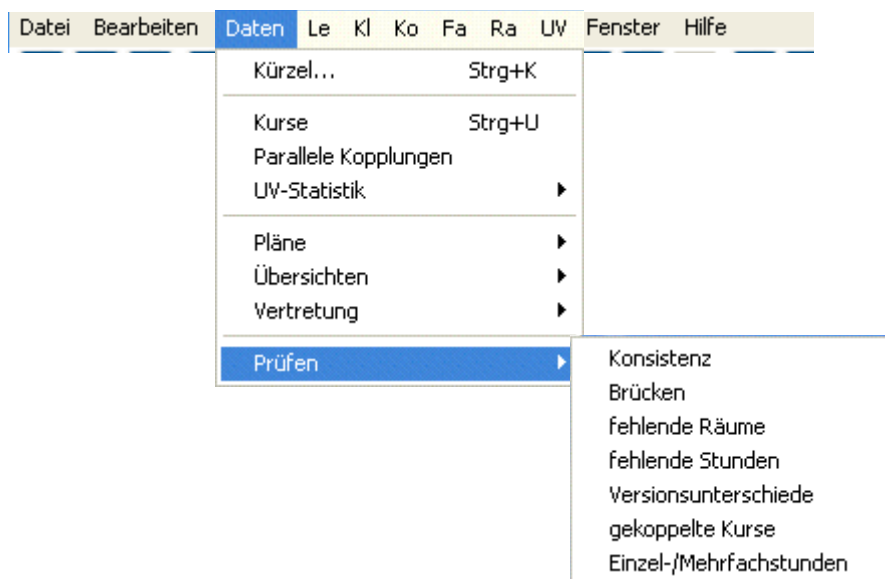 Datei Bearbeiten Daten Le Kl Ko Fa Ra UV Fenster Hilfe
Kürzel... Strg+K
Kurse Strg+U
Parallele Kopplungen
UV-Statistik
Pläne
Übersichten
Vertretung
Prüfen
Konsistenz
Brücken
fehlende Räume
fehlende Stunden
Versionsunterschiede
gekoppelte Kurse
Einzel-/Mehrfachstunden